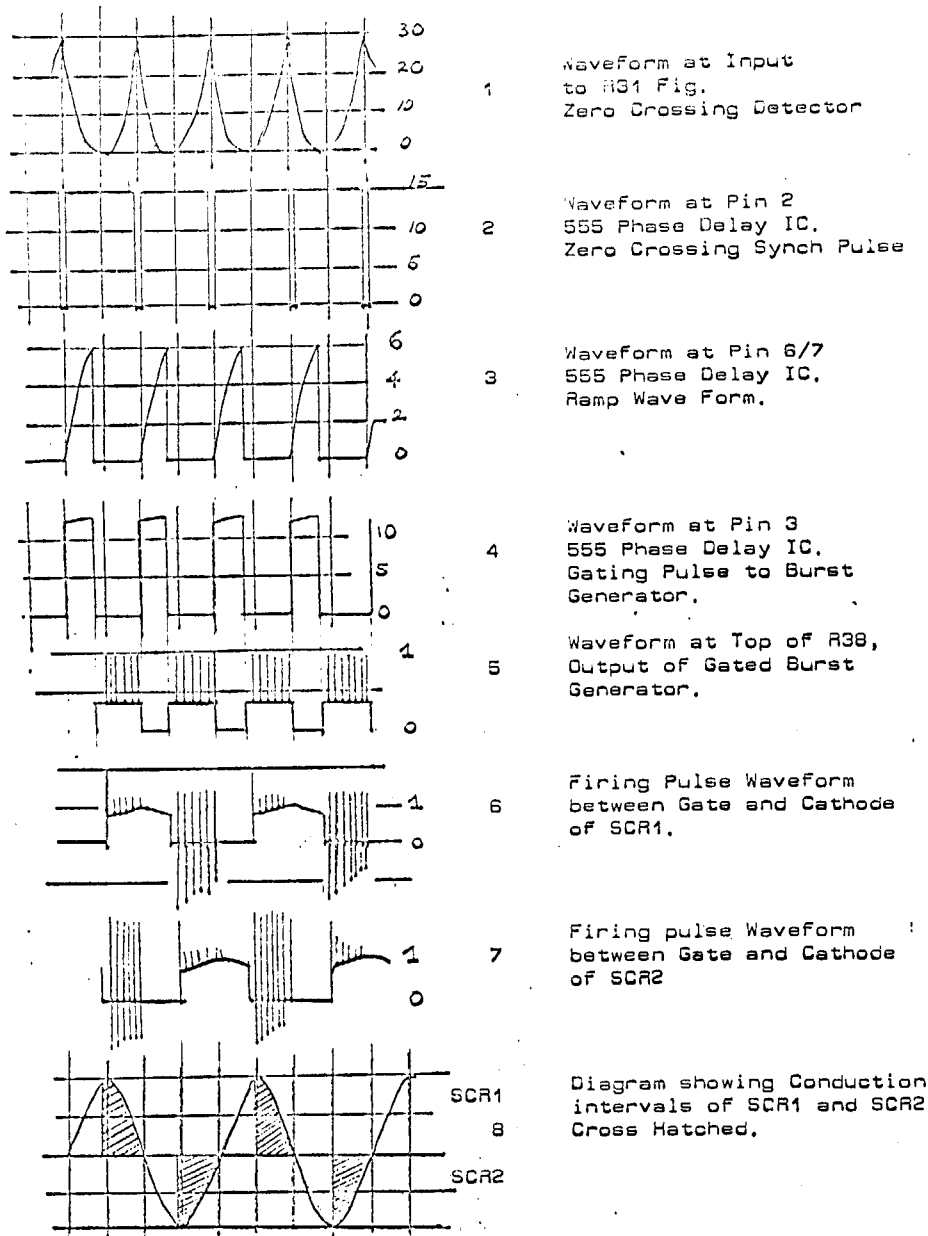 30
20
10
0
1
Waveform at Input
to R31 Fig.
Zero Crossing Detector
15
10
5
0
2
Waveform at Pin 2
555 Phase Delay IC.
Zero Crossing Synch Pulse
6
4
2
0
3
Waveform at Pin 6/7
555 Phase Delay IC.
Ramp Wave Form.
10
5
0
4
Waveform at Pin 3
555 Phase Delay IC.
Gating Pulse to Burst
Generator.
1
0
5
Waveform at Top of R38,
Output of Gated Burst
Generator.
1
0
6
Firing Pulse Waveform
between Gate and Cathode
of SCR1.
1
0
7
Firing pulse Waveform
between Gate and Cathode
of SCR2
SCR1
8
SCR2
Diagram showing Conduction
intervals of SCR1 and SCR2
Cross Hatched.